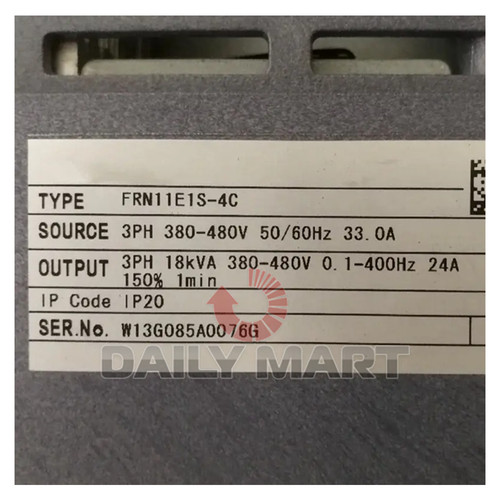 TYPE FRN11E1S-4C
SOURCE 3PH 380-480V 50/60Hz 33.0A
OUTPUT 3PH 18kVA 380-480V 0.1-400Hz 24A
150% 1min
IP Code IP20
SER.No. W13G085A0076G
DAILY MART